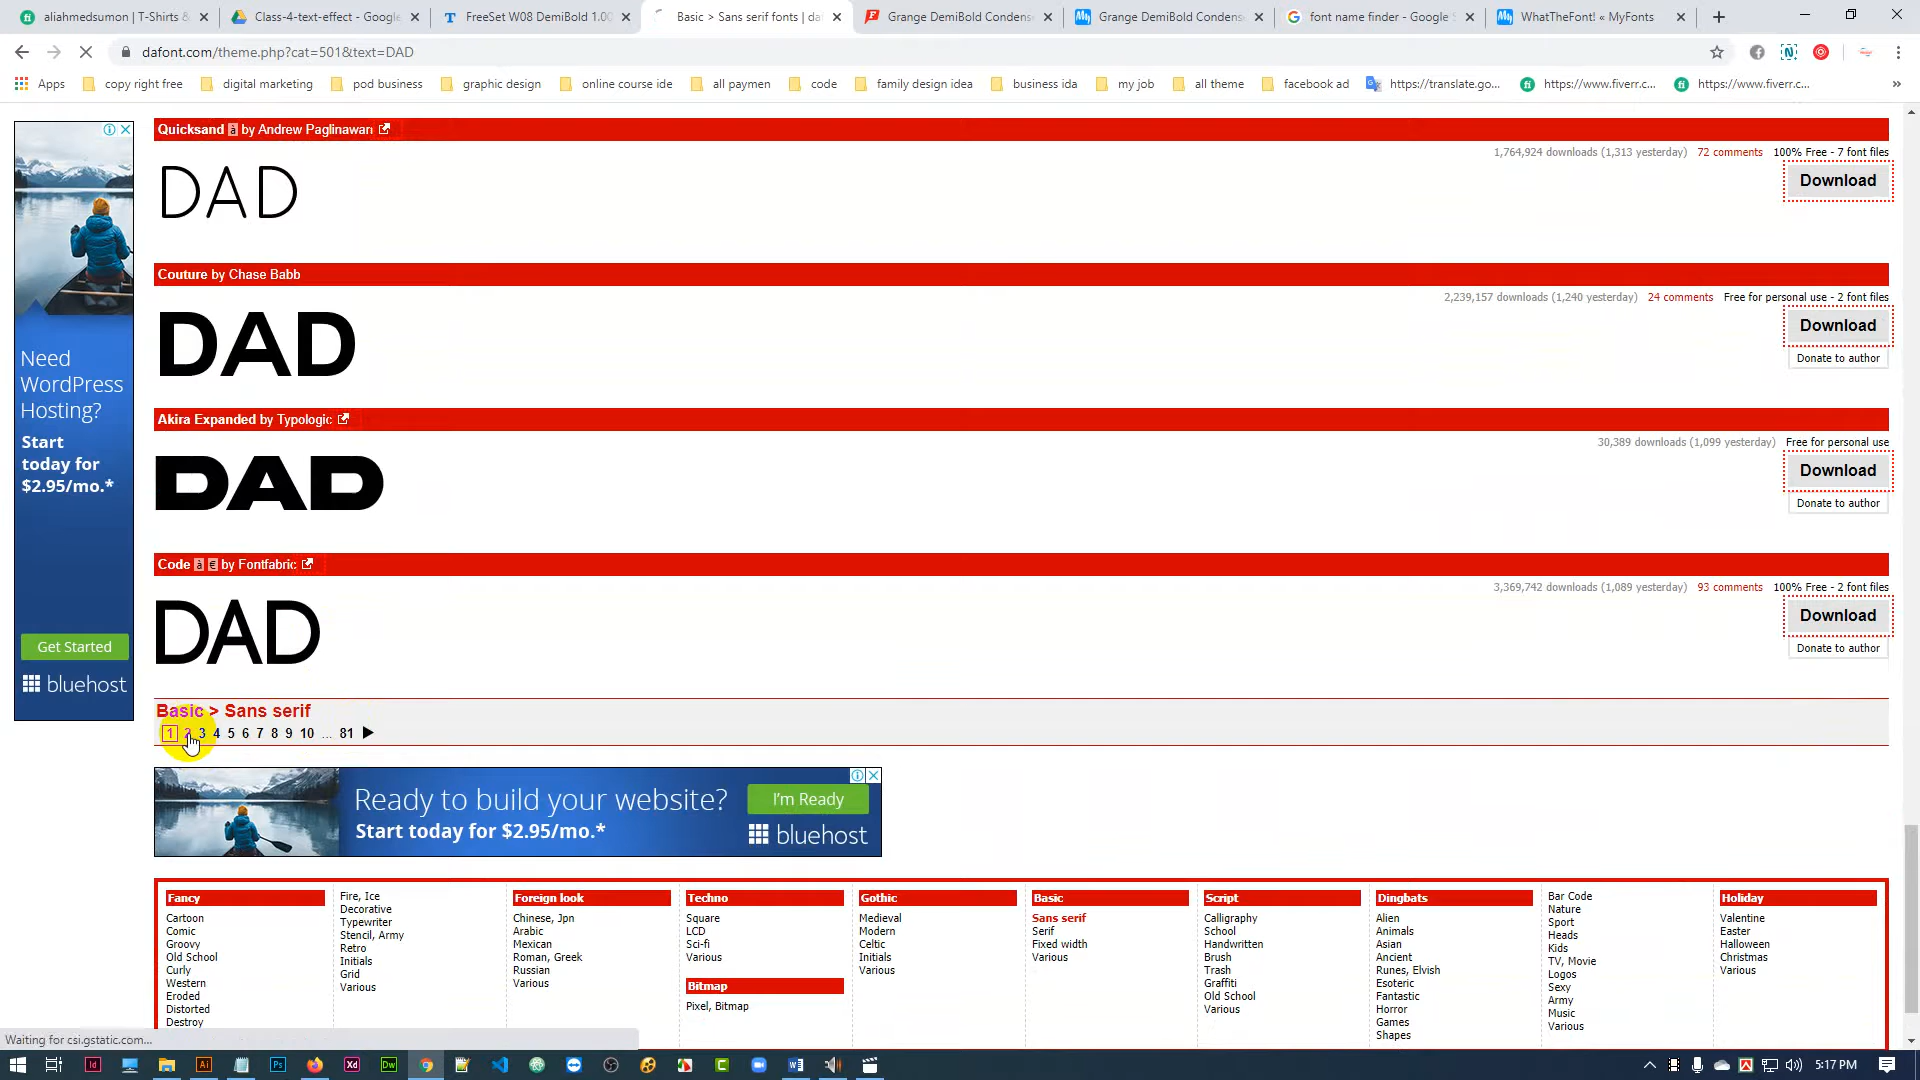 aliahmedsumon | T-Shirts &
Class-4-text-effect - Google
FreeSet W08 DemiBold 1.00
Basic > Sans serif fonts | da
Grange DemiBold Condens
Grange DemiBold Condens
font name finder - Google S
WhatTheFont! « MyFonts
dafont.com/theme.php?cat=501&text=DAD
Apps
copy right free
digital marketing
pod business
graphic design
online course ide
all paymen
code
family design idea
business ida
my job
all theme
facebook ad
https://translate.go...
https://www.fiverr.c...
https://www.fiverr.c...
Quicksand à by Andrew Paglinawan
1,764,924 downloads (1,313 yesterday) 72 comments 100% Free - 7 font files
DAD
Download
Couture by Chase Babb
2,239,157 downloads (1,240 yesterday) 24 comments Free for personal use - 2 font files
DAD
Download
Donate to author
Akira Expanded by Typologic
30,389 downloads (1,099 yesterday) Free for personal use
DAD
Download
Donate to author
Code à € by Fontfabric
3,369,742 downloads (1,089 yesterday) 93 comments 100% Free - 2 font files
DAD
Download
Donate to author
Need
WordPress
Hosting?
Start
today for
$2.95/mo.*
Get Started
bluehost
Basic > Sans serif
1 2 3 4 5 6 7 8 9 10 ... 81
Ready to build your website?
Start today for $2.95/mo.*
I'm Ready
bluehost
Fancy
Cartoon
Comic
Groovy
Old School
Curly
Western
Eroded
Distorted
Destroy
Fire, Ice
Decorative
Typewriter
Stencil, Army
Retro
Initials
Grid
Various
Foreign look
Chinese, Jpn
Arabic
Mexican
Roman, Greek
Russian
Various
Techno
Square
LCD
Sci-fi
Various
Bitmap
Pixel, Bitmap
Gothic
Medieval
Modern
Celtic
Initials
Various
Basic
Sans serif
Serif
Fixed width
Various
Script
Calligraphy
School
Handwritten
Brush
Trash
Graffiti
Old School
Various
Dingbats
Alien
Animals
Asian
Ancient
Runes, Elvish
Esoteric
Fantastic
Horror
Games
Shapes
Bar Code
Nature
Sport
Heads
Kids
TV, Movie
Logos
Sexy
Army
Music
Various
Holiday
Valentine
Easter
Halloween
Christmas
Various
Waiting for csi.gstatic.com...
5:17 PM